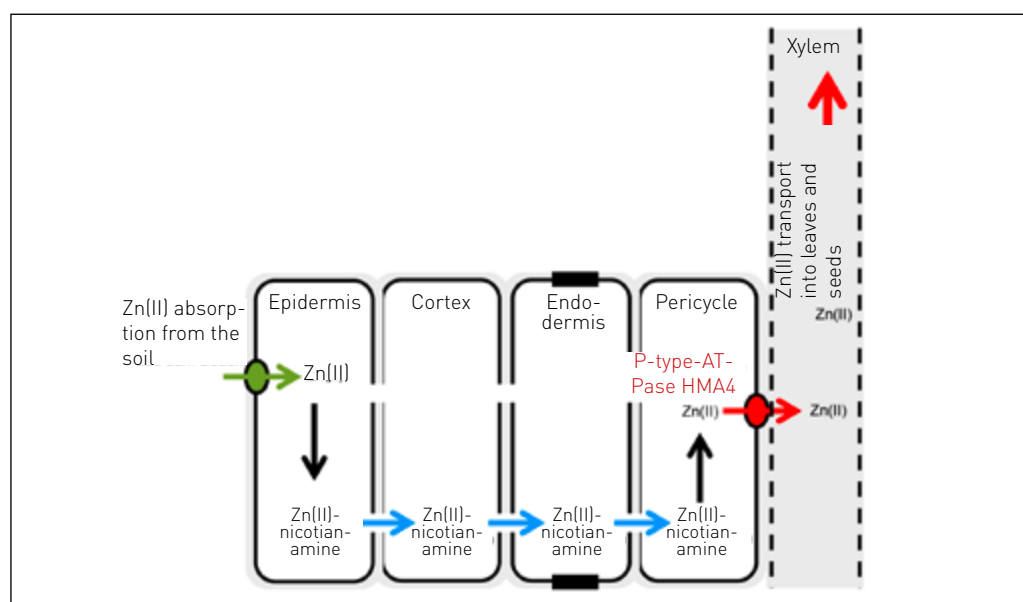 Xylem
Zn(II) transport
into leaves and
seeds
Zn(II)
Epidermis
Cortex
Endo-
dermis
Pericycle
Zn(II) absorp-
tion from the
soil
Zn(II)
P-type-AT-
Pase HMA4
Zn(II)
Zn(II)
Zn(II)-
nicotian-
amine
Zn(II)-
nicotian-
amine
Zn(II)-
nicotian-
amine
Zn(II)-
nicotian-
amine